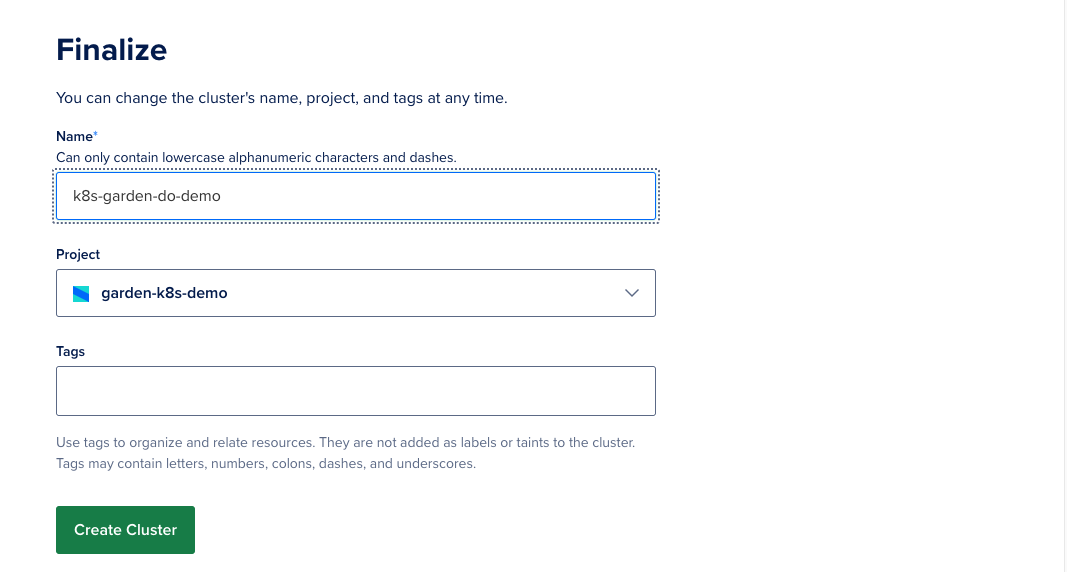 Finalize
You can change the cluster's name, project, and tags at any time.
Name*
Can only contain lowercase alphanumeric characters and dashes.
k8s-garden-do-demo
Project
garden-k8s-demo
Tags
Use tags to organize and relate resources. They are not added as labels or taints to the cluster.
Tags may contain letters, numbers, colons, dashes, and underscores.
Create Cluster